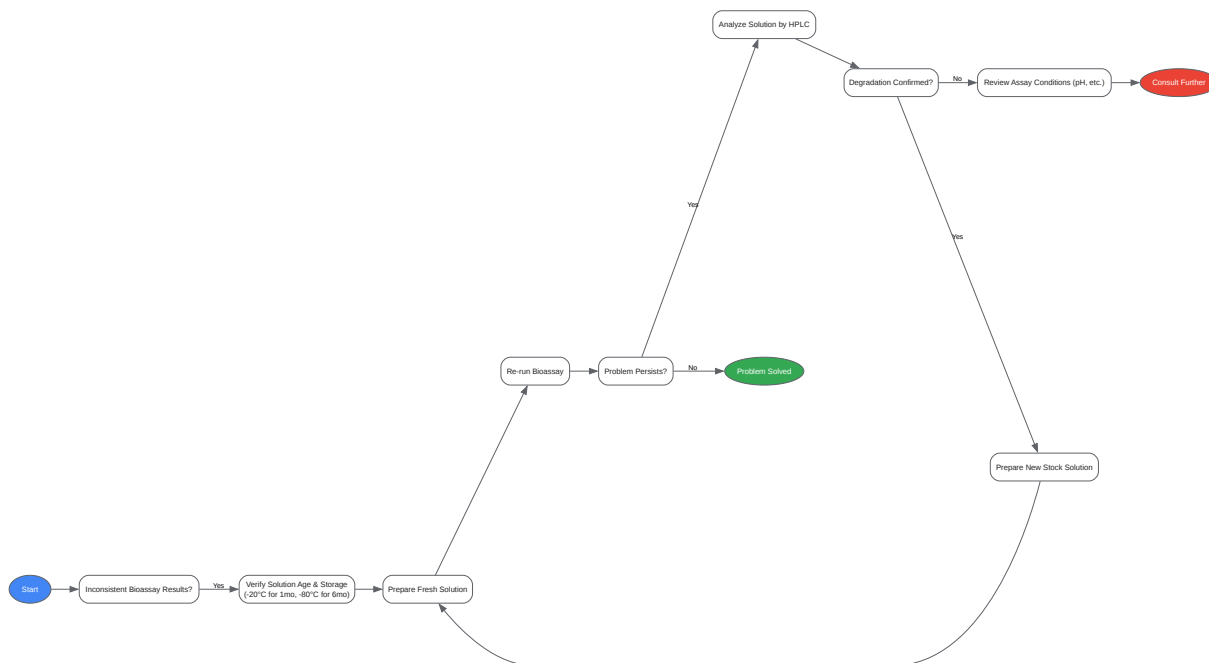 Analyze Solution by HPLC
Degradation Confirmed?
No
Review Assay Conditions (pH, etc.)
Consult Further
Yes
Yes
Re-run Bioassay
Problem Persists?
No
Problem Solved
Prepare New Stock Solution
Start
Inconsistent Bioassay Results?
Yes
Verify Solution Age & Storage
(-20°C for 1mo, -80°C for 6mo)
Prepare Fresh Solution